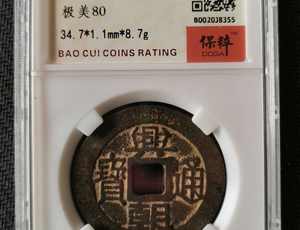 极美80
B002038355
34.7*1.1mm*8.7g
BAO CUI COINS RATING
保粹
興
寶 通
朝